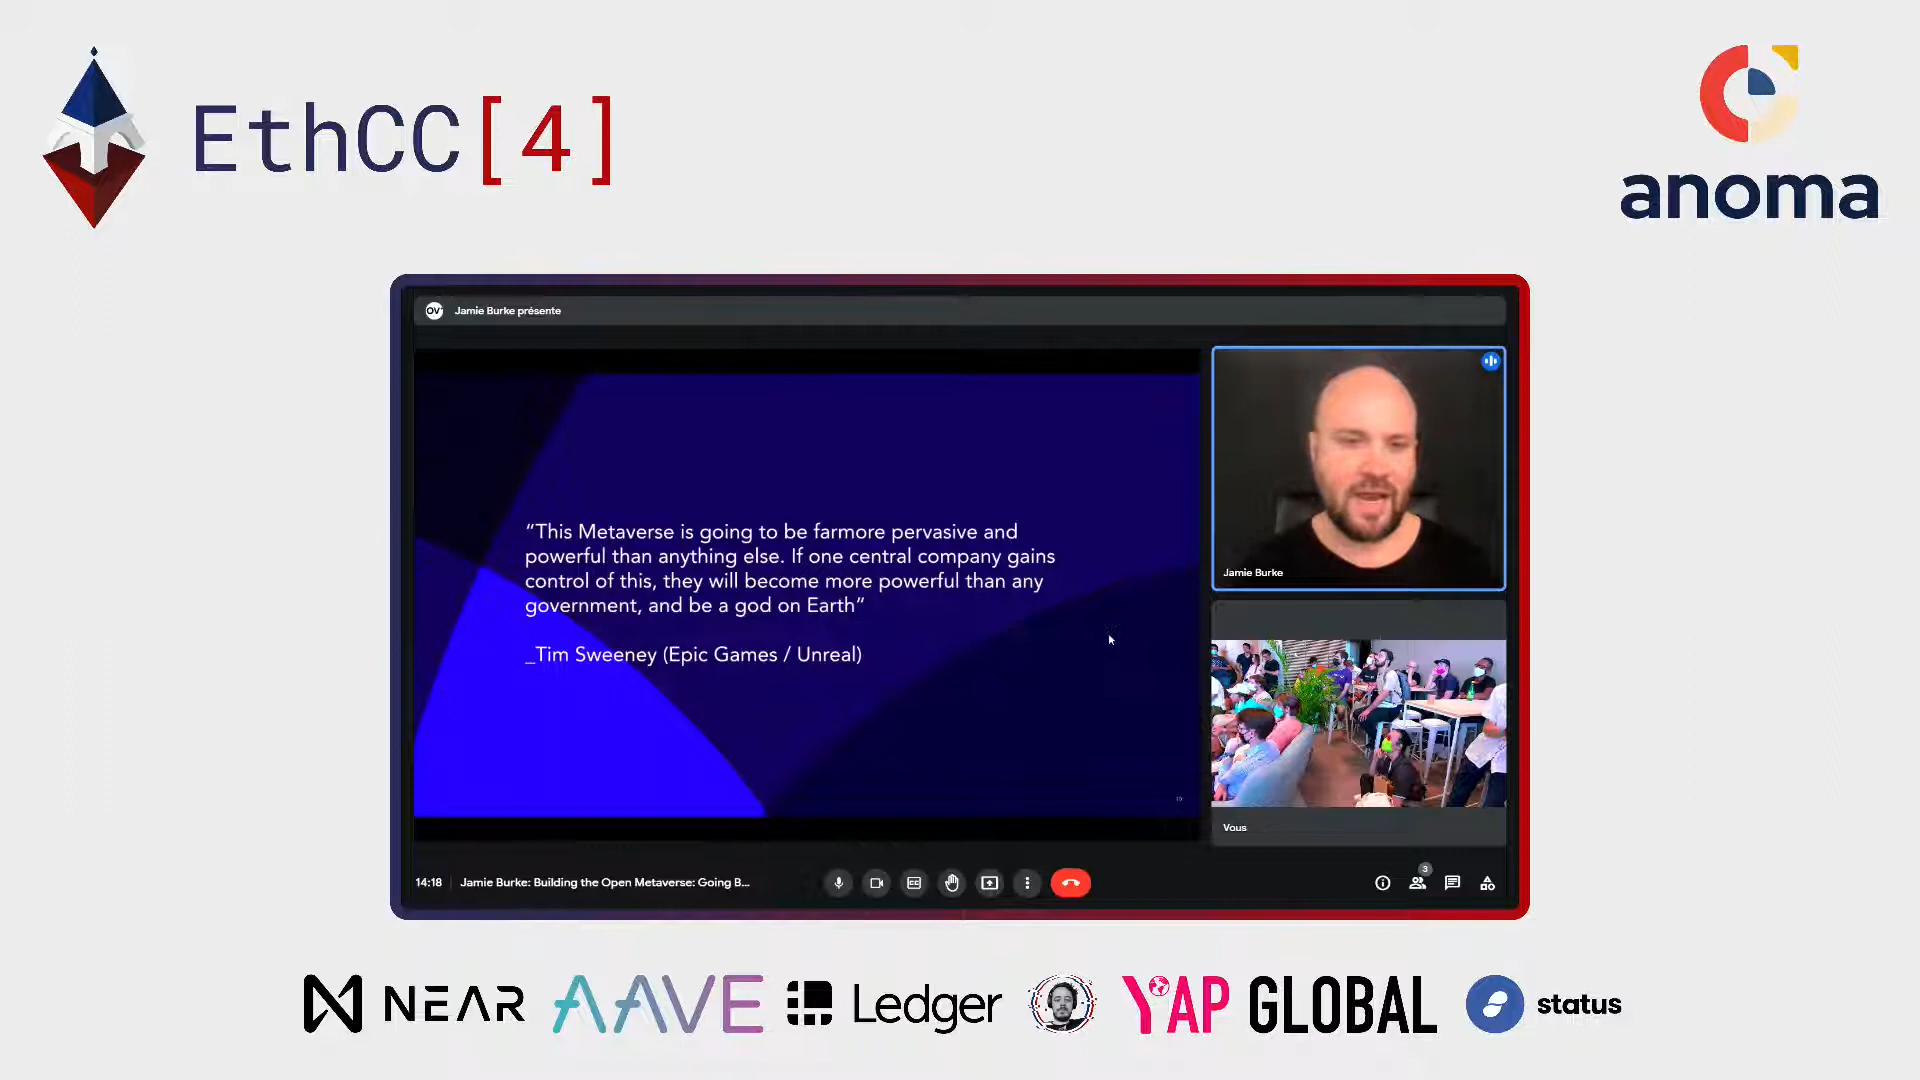 EthCC[4]
anoma
OV
Jamie Burke présente
“This Metaverse is going to be farmore pervasive and
powerful than anything else. If one central company gains
control of this, they will become more powerful than any
government, and be a god on Earth”
_Tim Sweeney (Epic Games / Unreal)
Jamie Burke
Vous
14:18 | Jamie Burke: Building the Open Metaverse: Going B...
CC
3
NEAR
AAVE
Ledger
YAP GLOBAL
status